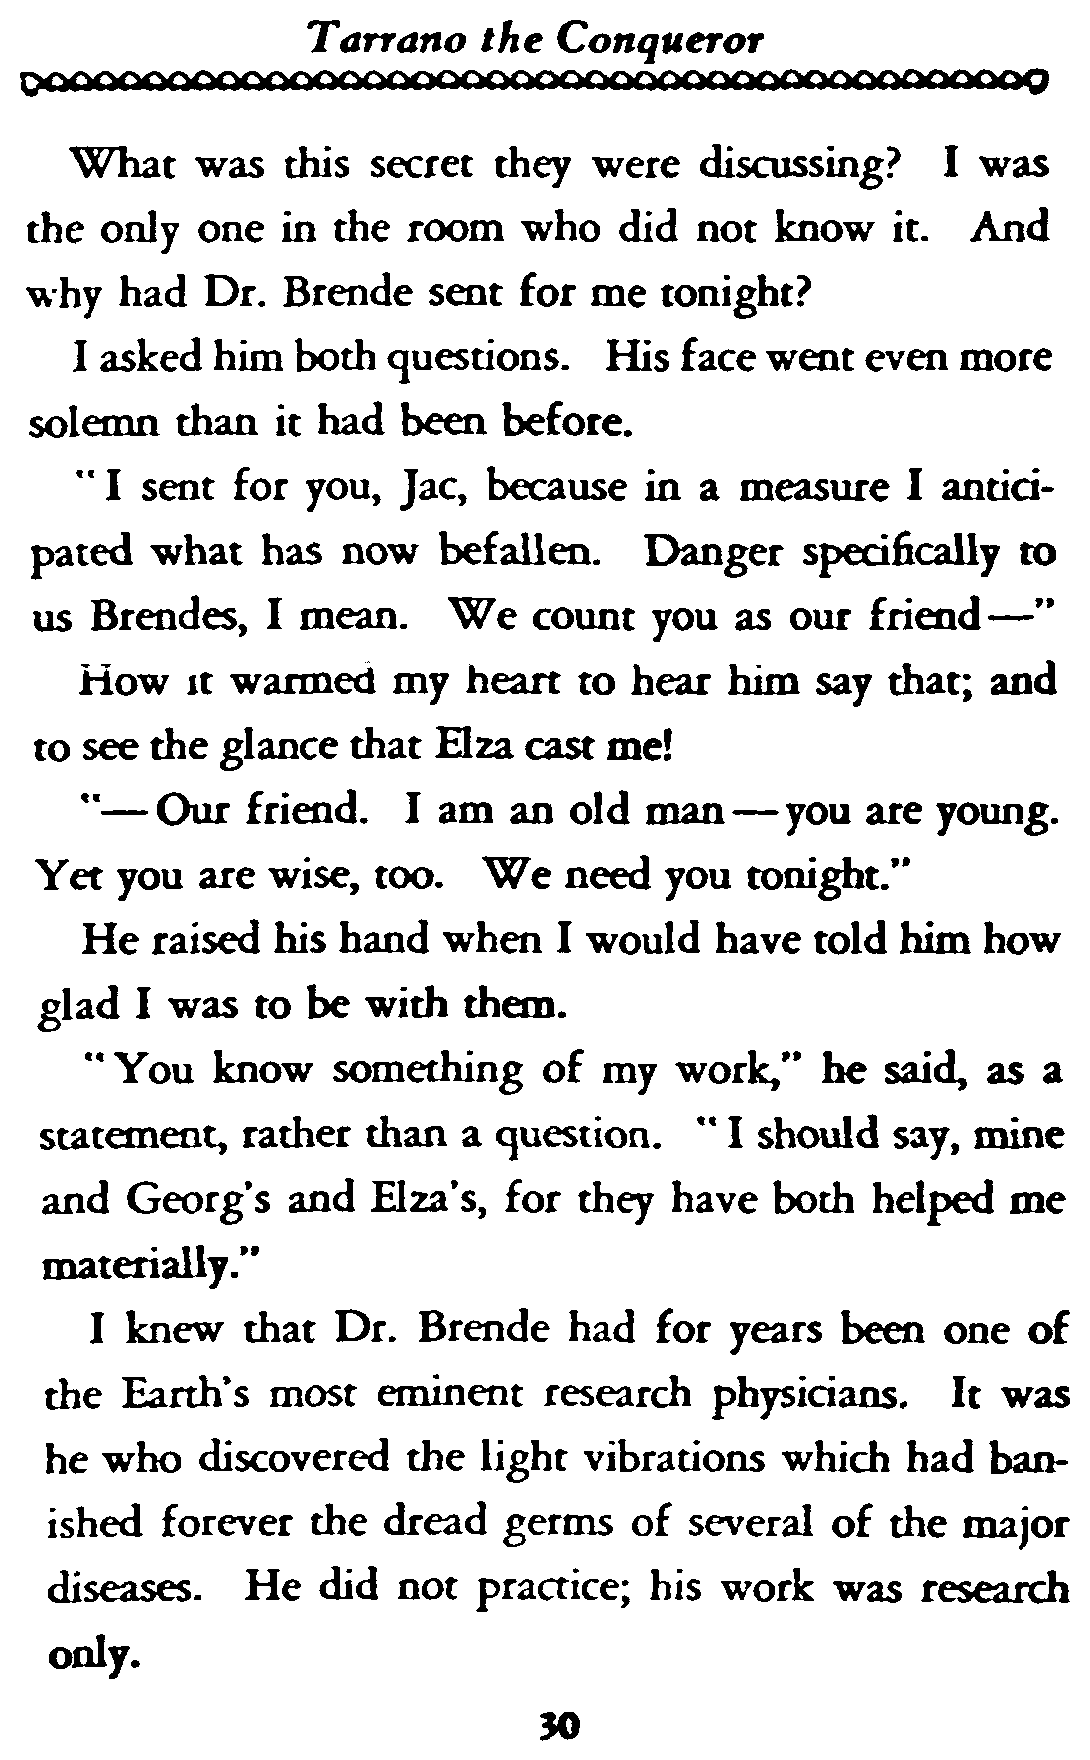 Tarrano the Conqueror
What was this secret they were discussing? I was
the only one in the room who did not know it. And
why had Dr. Brende sent for me tonight?
I asked him both questions. His face went even more
solemn than it had been before.
"I sent for you, Jac, because in a measure I antici-
pated what has now befallen. Danger specifically to
us Brendes, I mean. We count you as our friend—"
How it warmed my heart to hear him say that; and
to see the glance that Elza cast me!
"—Our friend. I am an old man—you are young.
Yet you are wise, too. We need you tonight."
He raised his hand when I would have told him how
glad I was to be with them.
"You know something of my work," he said, as a
statement, rather than a question. "I should say, mine
and Georg's and Elza's, for they have both helped me
materially."
I knew that Dr. Brende had for years been one of
the Earth's most eminent research physicians. It was
he who discovered the light vibrations which had ban-
ished forever the dread germs of several of the major
diseases. He did not practice; his work was research
only.
30